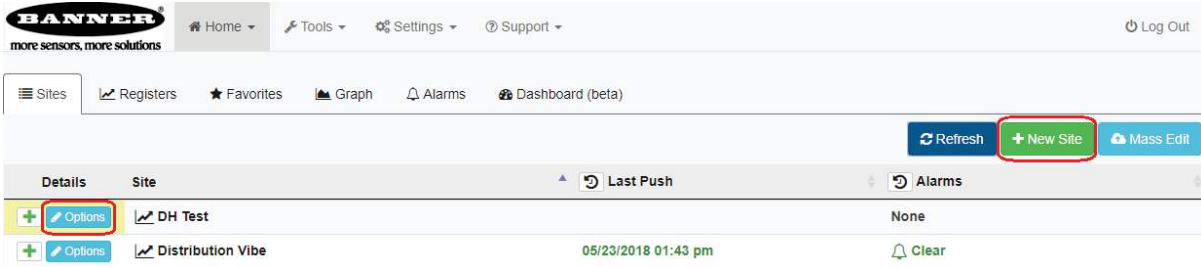 BANNER
more sensors, more solutions
Home Tools Settings Support Log Out
Sites Registers Favorites Graph Alarms Dashboard (beta)
Refresh + New Site Mass Edit
Details Site Last Push Alarms
+ Options DH Test None
+ Options Distribution Vibe 05/23/2018 01:43 pm Clear